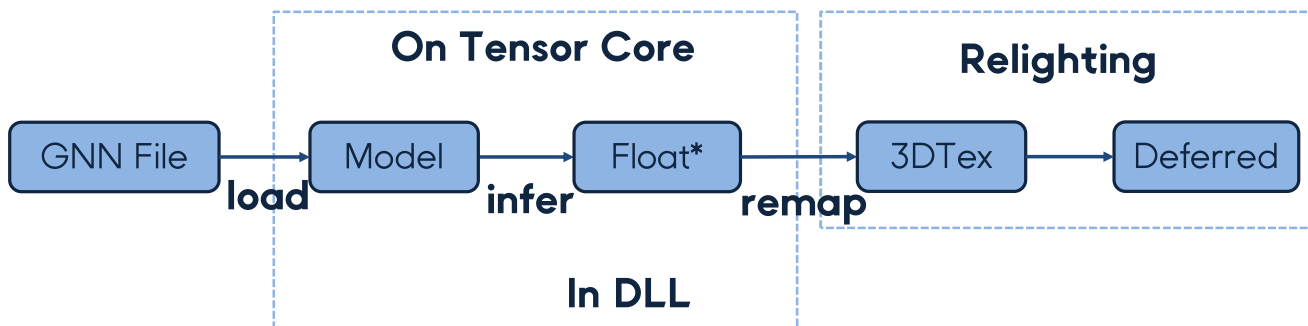 On Tensor Core
Relighting
GNN File
Model
Float*
3DTex
Deferred
load
infer
remap
In DLL